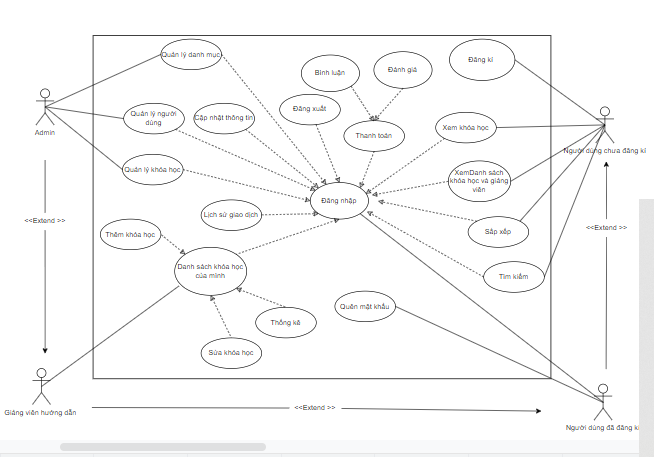 Quản lý danh mục
Bình luận
Đánh giá
Đăng kí
Admin
Quản lý người
dùng
Cập nhật thông tin
Đăng xuất
Thanh toán
Xem khóa học
Người dùng chưa đăng kí
Quản lý khóa học
XemDanh sách
khóa học và giảng
viên
Đăng nhập
Lịch sử giao dịch
<<Extend >>
<<Extend >>
Thêm khóa học
Sắp xếp
Danh sách khóa học
của mình
Tìm kiếm
Quên mật khẩu
Thống kê
Sửa khóa học
Giảng viên hướng dẫn
<<Extend >>
Người dùng đã đăng kí